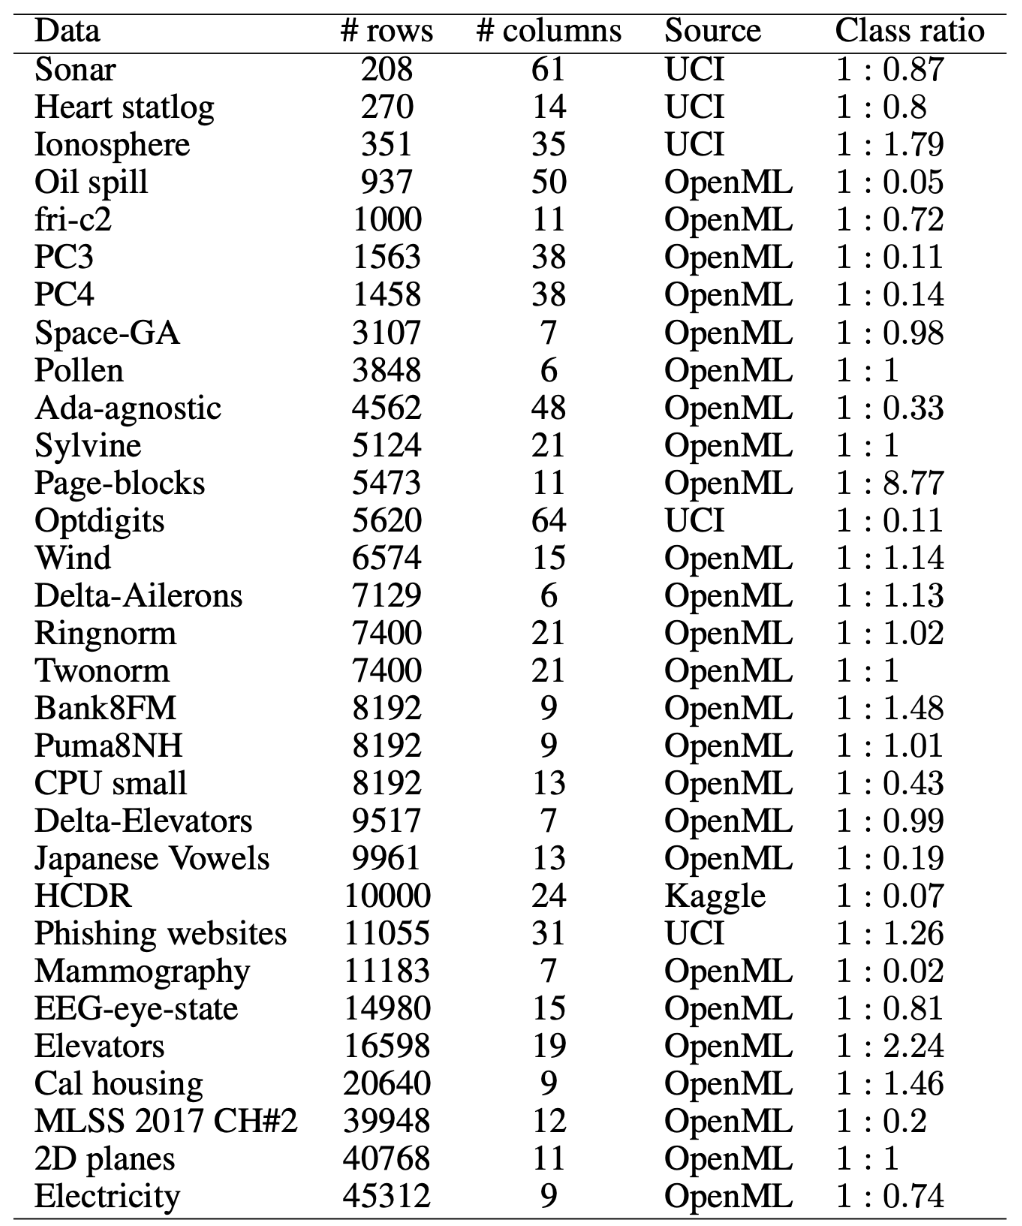 Data # rows # columns Source Class ratio
Sonar 208 61 UCI 1 : 0.87
Heart statlog 270 14 UCI 1 : 0.8
Ionosphere 351 35 UCI 1 : 1.79
Oil spill 937 50 OpenML 1 : 0.05
fri-c2 1000 11 OpenML 1 : 0.72
PC3 1563 38 OpenML 1 : 0.11
PC4 1458 38 OpenML 1 : 0.14
Space-GA 3107 7 OpenML 1 : 0.98
Pollen 3848 6 OpenML 1 : 1
Ada-agnostic 4562 48 OpenML 1 : 0.33
Sylvine 5124 21 OpenML 1 : 1
Page-blocks 5473 11 OpenML 1 : 8.77
Optdigits 5620 64 UCI 1 : 0.11
Wind 6574 15 OpenML 1 : 1.14
Delta-Ailerons 7129 6 OpenML 1 : 1.13
Ringnorm 7400 21 OpenML 1 : 1.02
Twonorm 7400 21 OpenML 1 : 1
Bank8FM 8192 9 OpenML 1 : 1.48
Puma8NH 8192 9 OpenML 1 : 1.01
CPU small 8192 13 OpenML 1 : 0.43
Delta-Elevators 9517 7 OpenML 1 : 0.99
Japanese Vowels 9961 13 OpenML 1 : 0.19
HCDR 10000 24 Kaggle 1 : 0.07
Phishing websites 11055 31 UCI 1 : 1.26
Mammography 11183 7 OpenML 1 : 0.02
EEG-eye-state 14980 15 OpenML 1 : 0.81
Elevators 16598 19 OpenML 1 : 2.24
Cal housing 20640 9 OpenML 1 : 1.46
MLSS 2017 CH#2 39948 12 OpenML 1 : 0.2
2D planes 40768 11 OpenML 1 : 1
Electricity 45312 9 OpenML 1 : 0.74